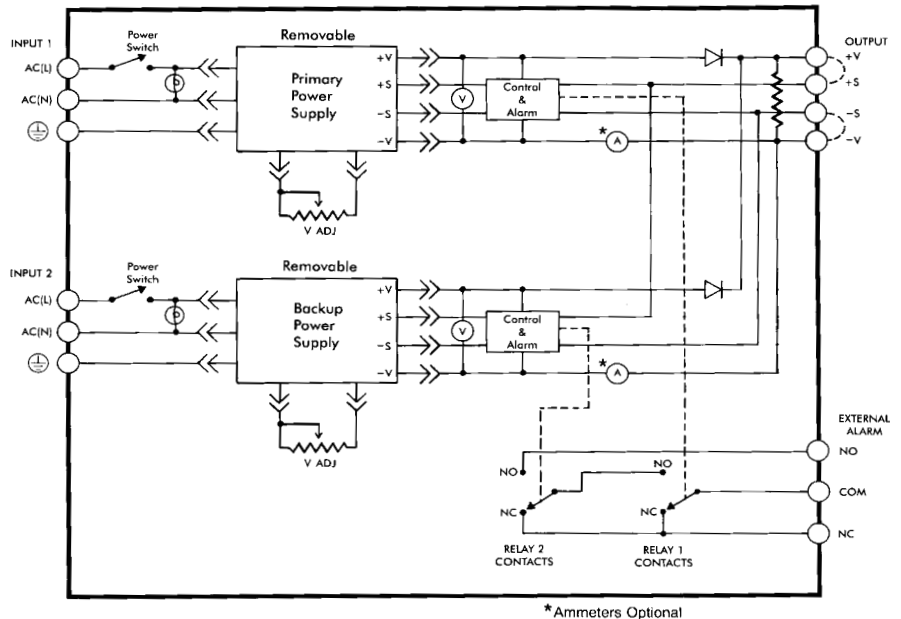 Removable
INPUT 1
Power
Switch
AC(L)
AC(N)
Primary
Power
Supply
+V
+S
-S
-V
V
Control
&
Alarm
*
A
OUTPUT
+V
+S
-S
-V
V ADJ
Removable
INPUT 2
Power
Switch
AC(L)
AC(N)
Backup
Power
Supply
+V
+S
-S
-V
V
Control
&
Alarm
*
A
V ADJ
EXTERNAL
ALARM
NO
COM
NC
NO
NC
RELAY 2
CONTACTS
NO
NC
RELAY 1
CONTACTS
*Ammeters Optional